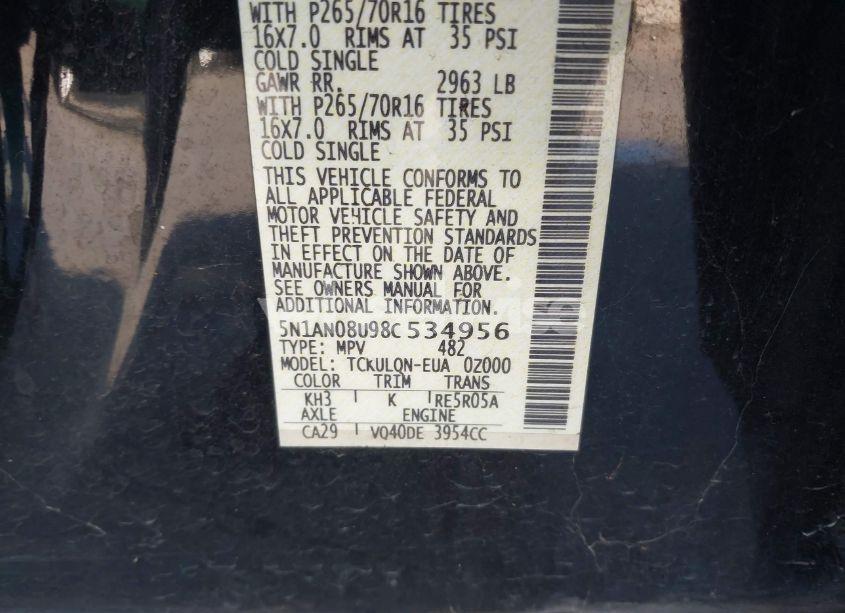 WITH P265/70R16 TIRES
16X7.0 RIMS AT 35 PSI
COLD SINGLE
GAWR RR. 2963 LB
WITH P265/70R16 TIRES
16X7.0 RIMS AT 35 PSI
COLD SINGLE
THIS VEHICLE CONFORMS TO
ALL APPLICABLE FEDERAL
MOTOR VEHICLE SAFETY AND
THEFT PREVENTION STANDARDS
IN EFFECT ON THE DATE OF
MANUFACTURE SHOWN ABOVE.
SEE OWNERS MANUAL FOR
ADDITIONAL INFORMATION.
5N1AN08U98C534956
TYPE: MPV 482
MODEL: TCKULQN-EUA 0Z000
COLOR TRIM TRANS
KH3 K RE5R05A
AXLE ENGINE
CA29 VQ40DE 3954CC